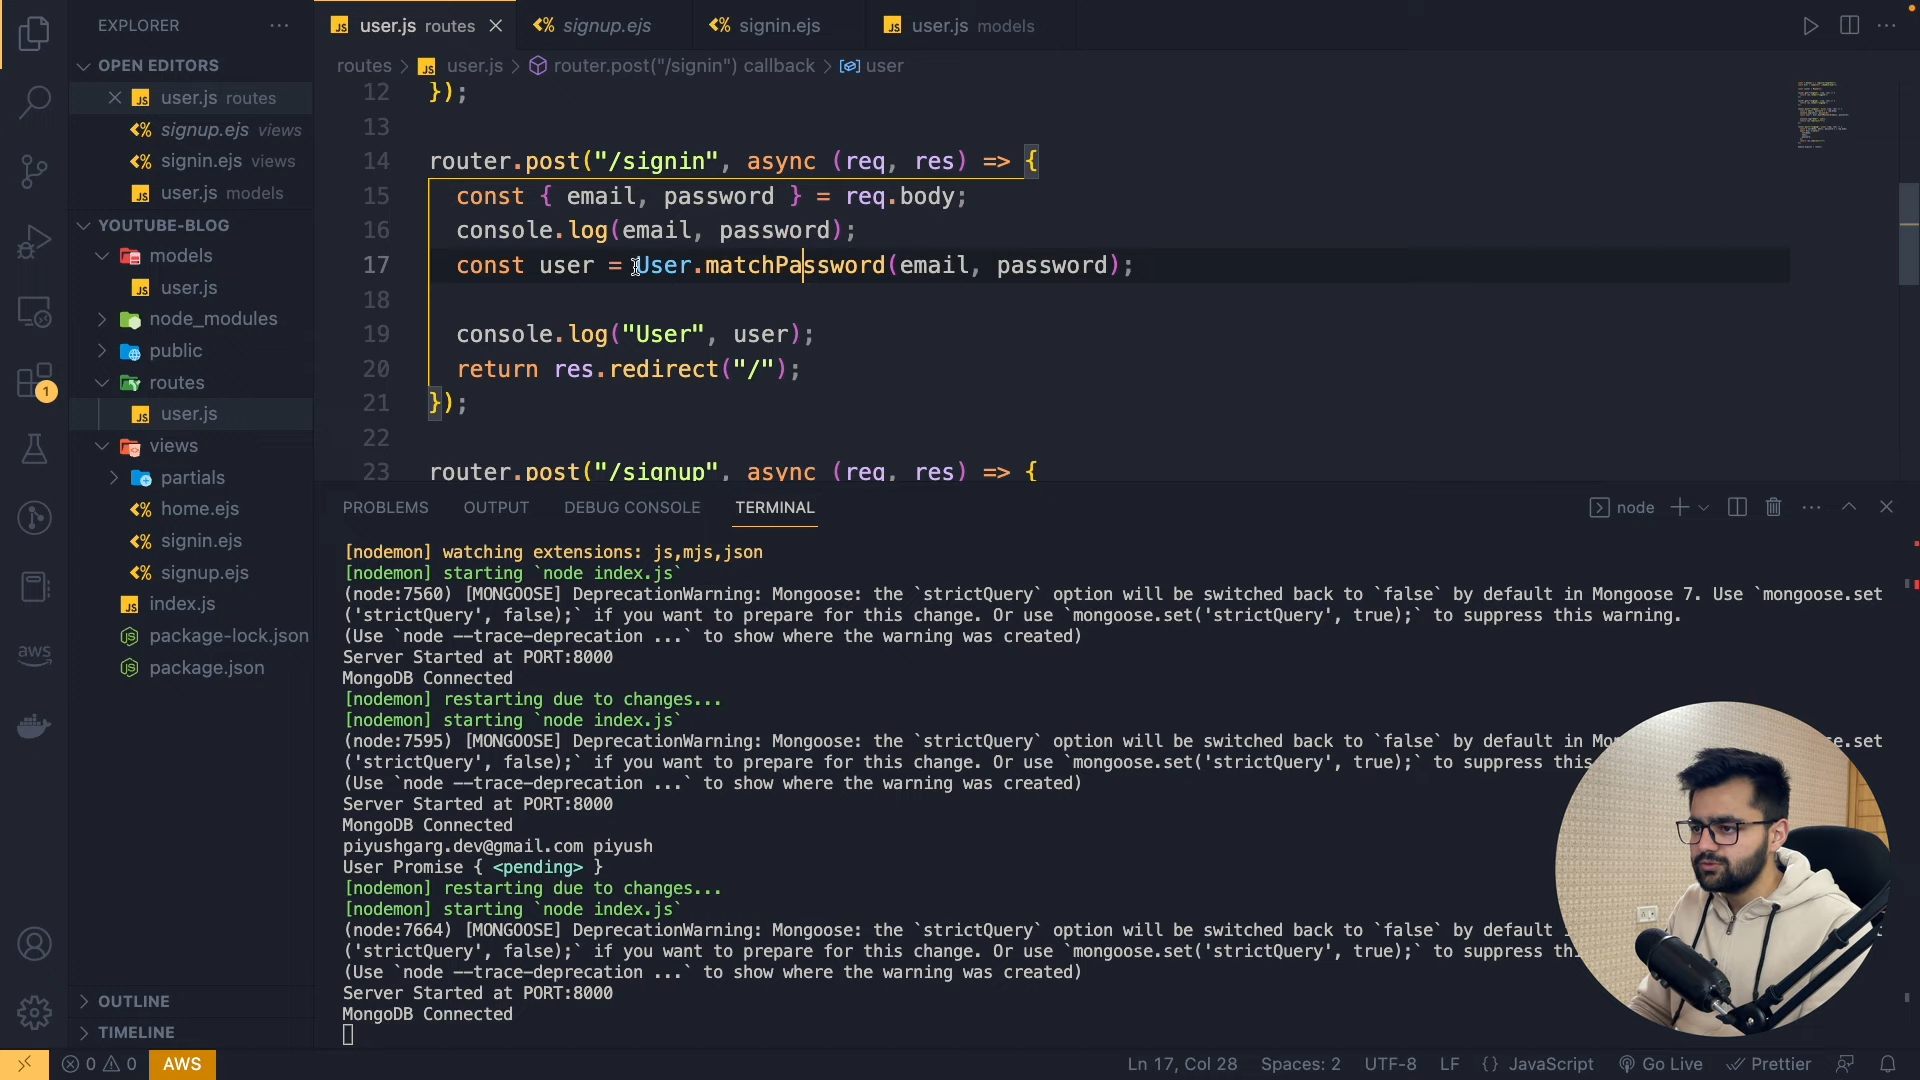 EXPLORER
OPEN EDITORS
user.js routes
signup.ejs views
signin.ejs views
user.js models
YOUTUBE-BLOG
models
user.js
node_modules
public
routes
user.js
views
partials
home.ejs
signin.ejs
signup.ejs
index.js
package-lock.json
package.json
OUTLINE
TIMELINE
1
aws
user.js routes
signup.ejs
signin.ejs
user.js models
routes > user.js > router.post("/signin") callback > user
12 });
13
14 router.post("/signin", async (req, res) => {
15 const { email, password } = req.body;
16 console.log(email, password);
17 const user = User.matchPassword(email, password);
18
19 console.log("User", user);
20 return res.redirect("/");
21 });
22
23 router.post("/signup", async (req, res) => {
PROBLEMS OUTPUT DEBUG CONSOLE TERMINAL
node
[nodemon] watching extensions: js,mjs,json
[nodemon] starting `node index.js`
(node:7560) [MONGOOSE] DeprecationWarning: Mongoose: the `strictQuery` option will be switched back to `false` by default in Mongoose 7. Use `mongoose.set
('strictQuery', false);` if you want to prepare for this change. Or use `mongoose.set('strictQuery', true);` to suppress this warning.
(Use `node --trace-deprecation ...` to show where the warning was created)
Server Started at PORT:8000
MongoDB Connected
[nodemon] restarting due to changes...
[nodemon] starting `node index.js`
(node:7595) [MONGOOSE] DeprecationWarning: Mongoose: the `strictQuery` option will be switched back to `false` by default in Mo e.set
('strictQuery', false);` if you want to prepare for this change. Or use `mongoose.set('strictQuery', true);` to suppress this
(Use `node --trace-deprecation ...` to show where the warning was created)
Server Started at PORT:8000
MongoDB Connected
piyushgarg.dev@gmail.com piyush
User Promise { <pending> }
[nodemon] restarting due to changes...
[nodemon] starting `node index.js`
(node:7664) [MONGOOSE] DeprecationWarning: Mongoose: the `strictQuery` option will be switched back to `false` by default
('strictQuery', false);` if you want to prepare for this change. Or use `mongoose.set('strictQuery', true);` to suppress
(Use `node --trace-deprecation ...` to show where the warning was created)
Server Started at PORT:8000
MongoDB Connected
0 0 AWS
Ln 17, Col 28 Spaces: 2 UTF-8 LF {} JavaScript Go Live Prettier